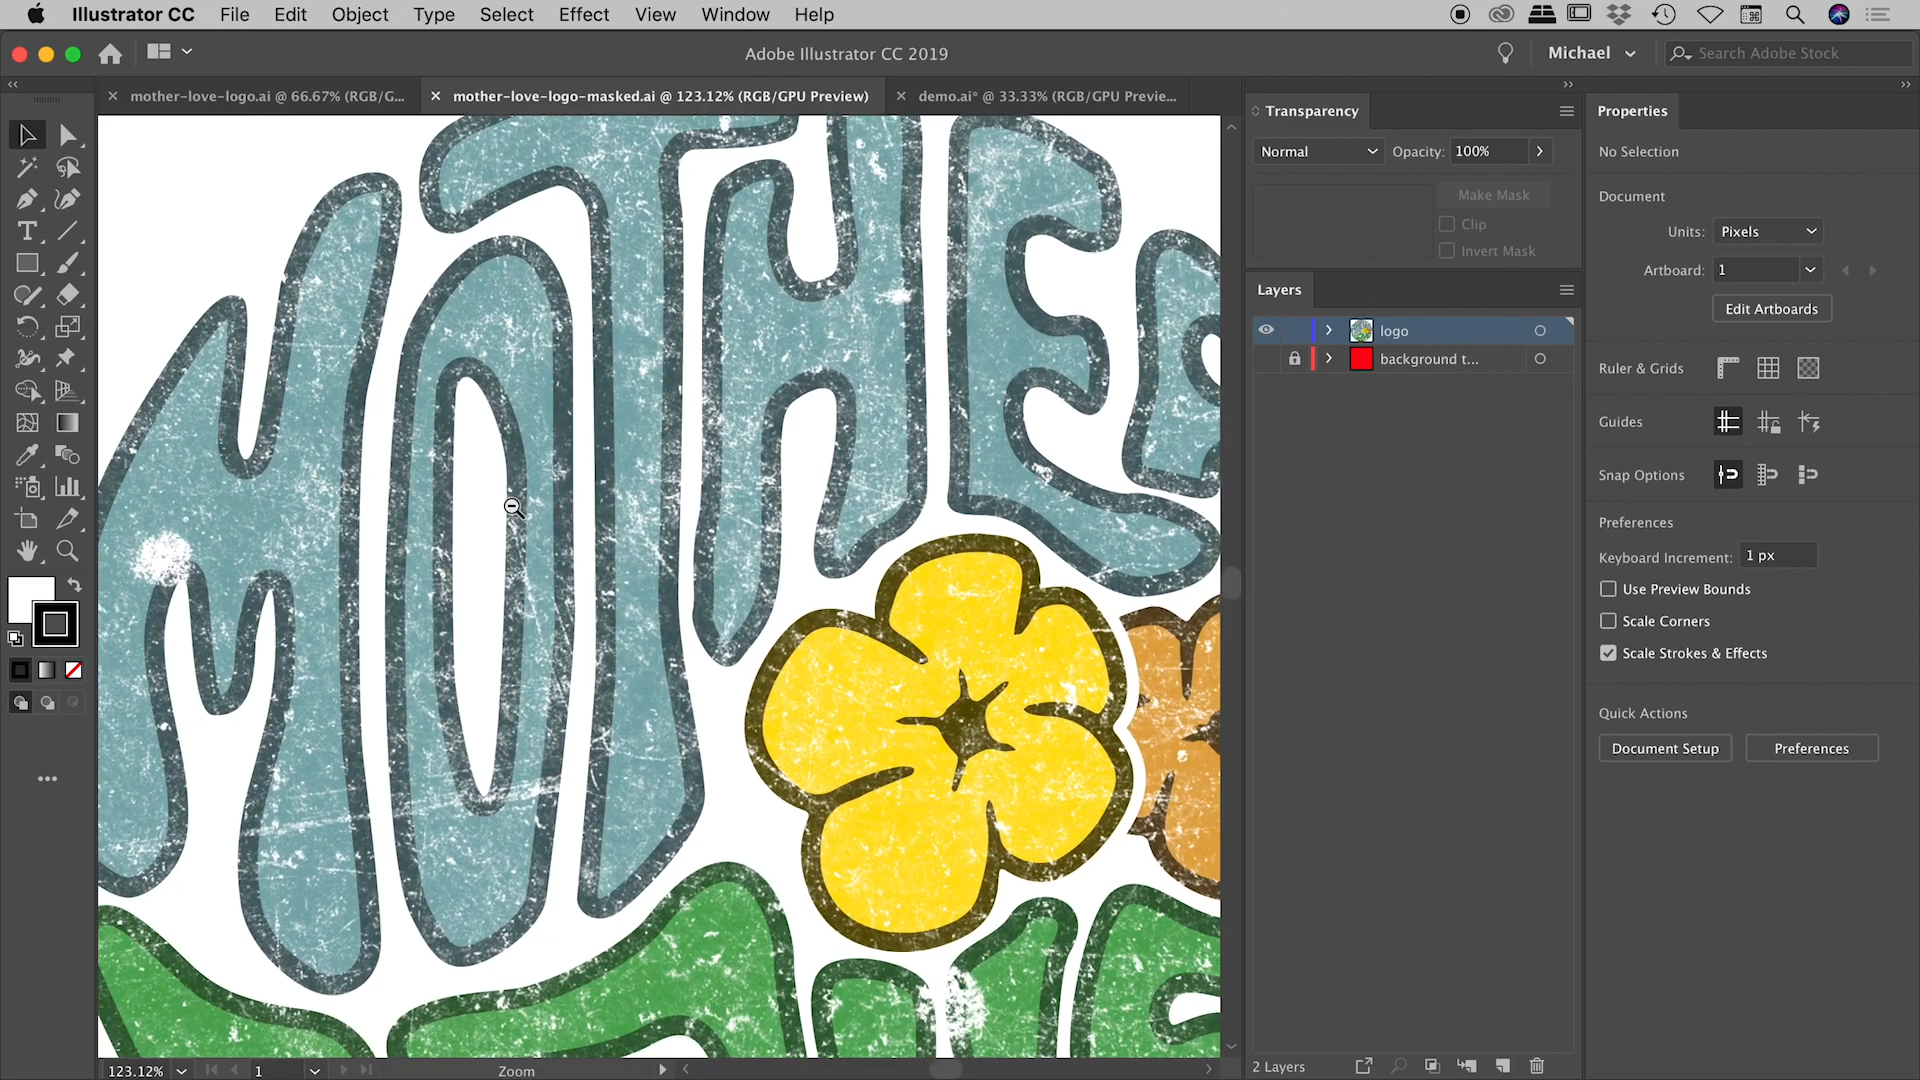 Illustrator CC File Edit Object Type Select Effect View Window Help
Adobe Illustrator CC 2019
Michael
Search Adobe Stock
mother-love-logo.ai @ 66.67% (RGB/G...
mother-love-logo-masked.ai @ 123.12% (RGB/GPU Preview)
demo.ai* @ 33.33% (RGB/GPU Previe...
Transparency
Normal
Opacity: 100%
Make Mask
Clip
Invert Mask
Layers
logo
background t...
2 Layers
Properties
No Selection
Document
Units: Pixels
Artboard: 1
Edit Artboards
Ruler & Grids
Guides
Snap Options
Preferences
Keyboard Increment: 1 px
Use Preview Bounds
Scale Corners
Scale Strokes & Effects
Quick Actions
Document Setup
Preferences
MOTHE
123.12%
1
Zoom